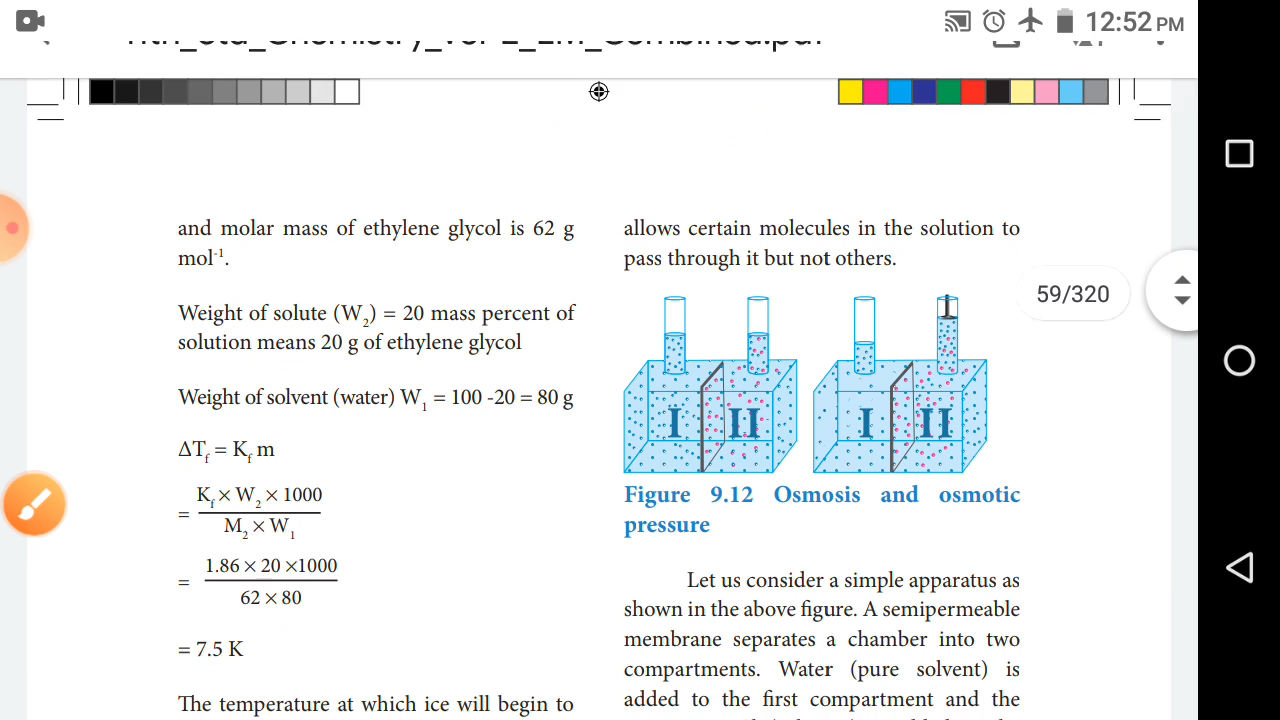 12:52 PM
and molar mass of ethylene glycol is 62 g
mol⁻¹.
Weight of solute (W₂) = 20 mass percent of
solution means 20 g of ethylene glycol
Weight of solvent (water) W₁ = 100 -20 = 80 g
ΔT_f = K_f m
= K_f × W₂ × 1000
M₂ × W₁
= 1.86 × 20 ×1000
62 × 80
= 7.5 K
The temperature at which ice will begin to
allows certain molecules in the solution to
pass through it but not others.
59/320
I II I II
Figure 9.12 Osmosis and osmotic
pressure
Let us consider a simple apparatus as
shown in the above figure. A semipermeable
membrane separates a chamber into two
compartments. Water (pure solvent) is
added to the first compartment and the